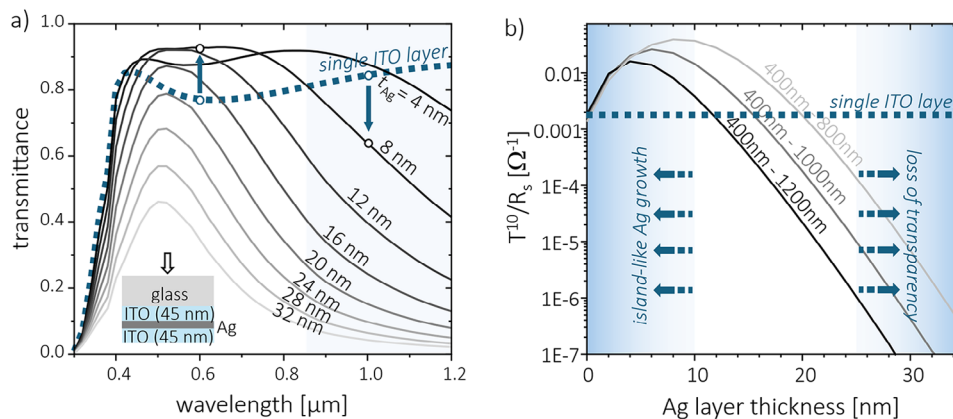 a)
transmittance
1.0
0.8
0.6
0.4
0.2
0.0
0.4
0.6
0.8
1.0
1.2
wavelength [µm]
single ITO layer
t_Ag = 4 nm
8 nm
12 nm
16 nm
20 nm
24 nm
28 nm
32 nm
glass
ITO (45 nm)
Ag
ITO (45 nm)
b)
T^10/R_s [Ω^-1]
0.01
0.001
1E-4
1E-5
1E-6
1E-7
0
10
20
30
Ag layer thickness [nm]
single ITO layer
400nm - 800nm
400nm - 1000nm
400nm - 1200nm
island-like Ag growth
loss of transparency